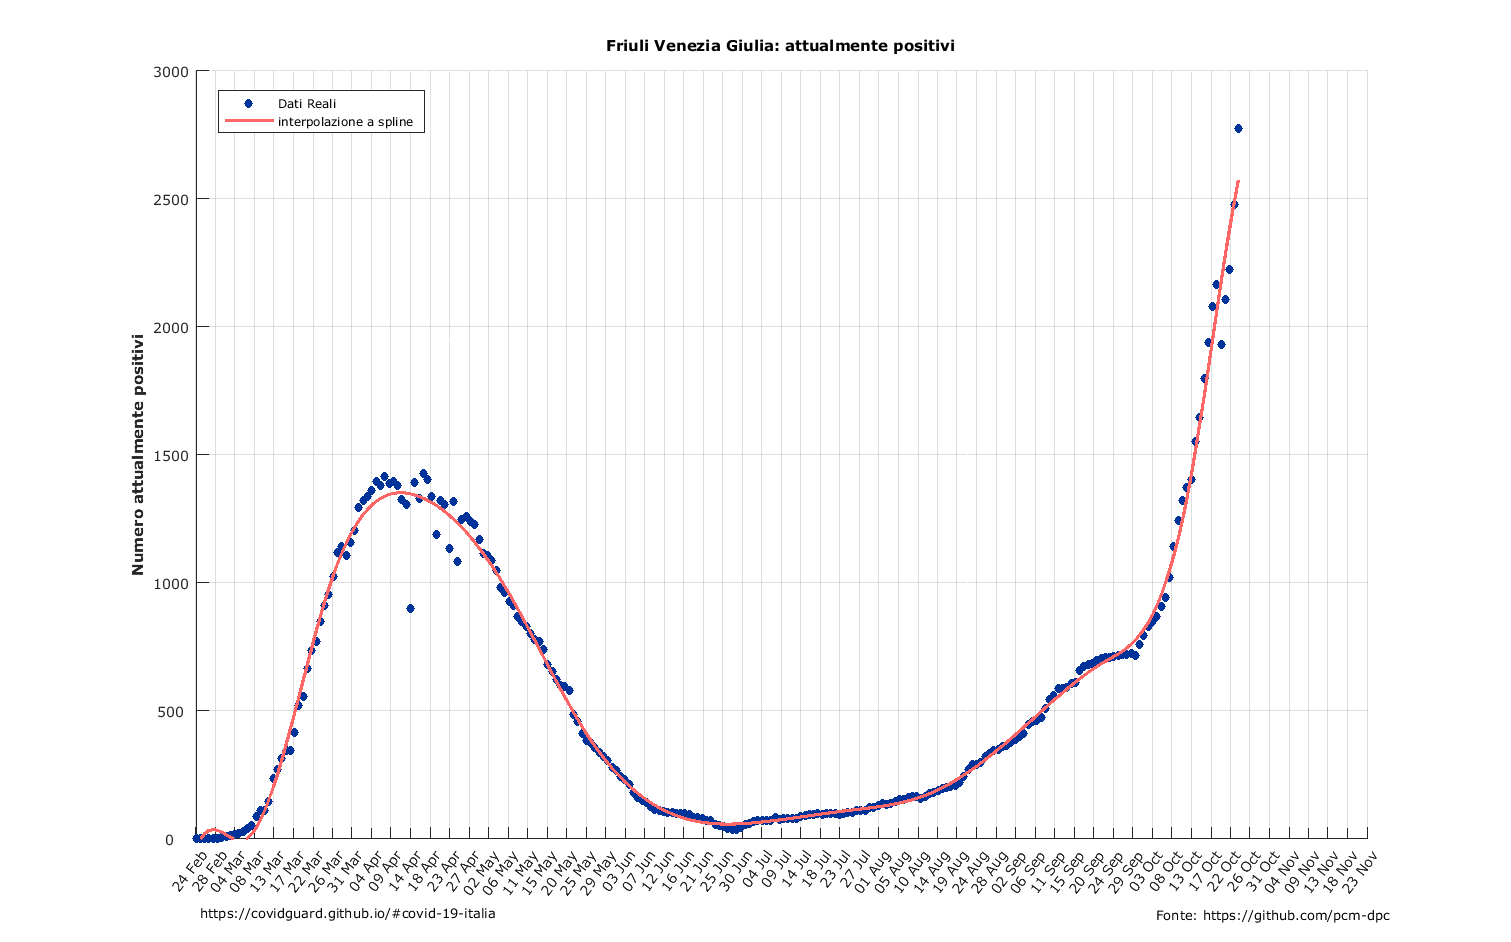 Friuli Venezia Giulia: attualmente positivi
Dati Reali
interpolazione a spline
Numero attualmente positivi
3000
2500
2000
1500
1000
500
0
24 Feb
28 Feb
04 Mar
08 Mar
13 Mar
17 Mar
22 Mar
26 Mar
31 Mar
04 Apr
09 Apr
14 Apr
18 Apr
23 Apr
27 Apr
02 May
06 May
11 May
15 May
20 May
25 May
29 May
03 Jun
07 Jun
12 Jun
16 Jun
21 Jun
25 Jun
30 Jun
04 Jul
09 Jul
14 Jul
18 Jul
23 Jul
27 Jul
01 Aug
05 Aug
10 Aug
14 Aug
19 Aug
24 Aug
28 Aug
02 Sep
06 Sep
11 Sep
15 Sep
20 Sep
24 Sep
29 Sep
03 Oct
08 Oct
13 Oct
17 Oct
22 Oct
26 Oct
31 Oct
04 Nov
09 Nov
13 Nov
18 Nov
23 Nov
https://covidguard.github.io/#covid-19-italia
Fonte: https://github.com/pcm-dpc